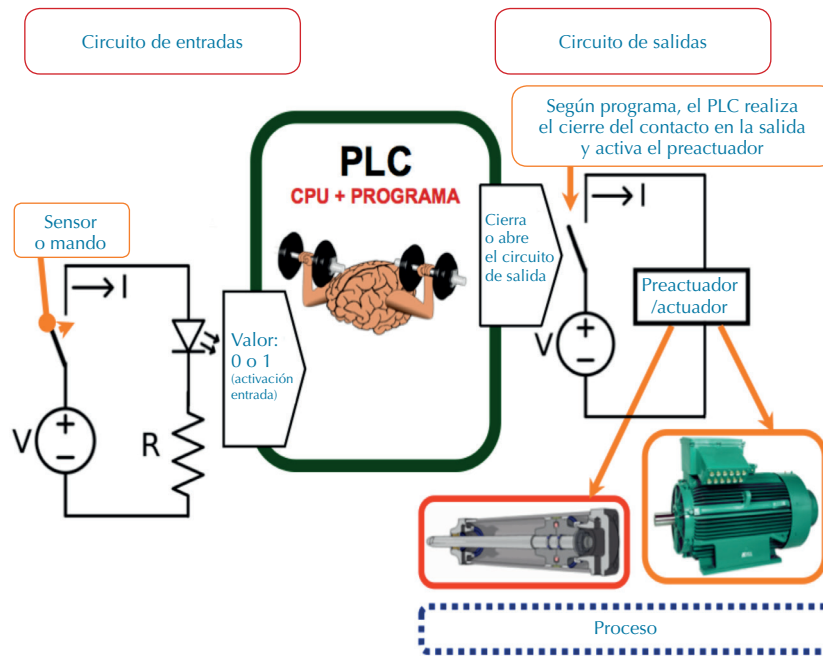 Circuito de entradas
Circuito de salidas
Según programa, el PLC realiza
el cierre del contacto en la salida
y activa el preactuador
PLC
CPU + PROGRAMA
Sensor
o mando
I
V
+
−
R
Valor:
0 o 1
(activación
entrada)
Cierra
o abre
el circuito
de salida
I
V
+
−
Preactuador
/actuador
Proceso